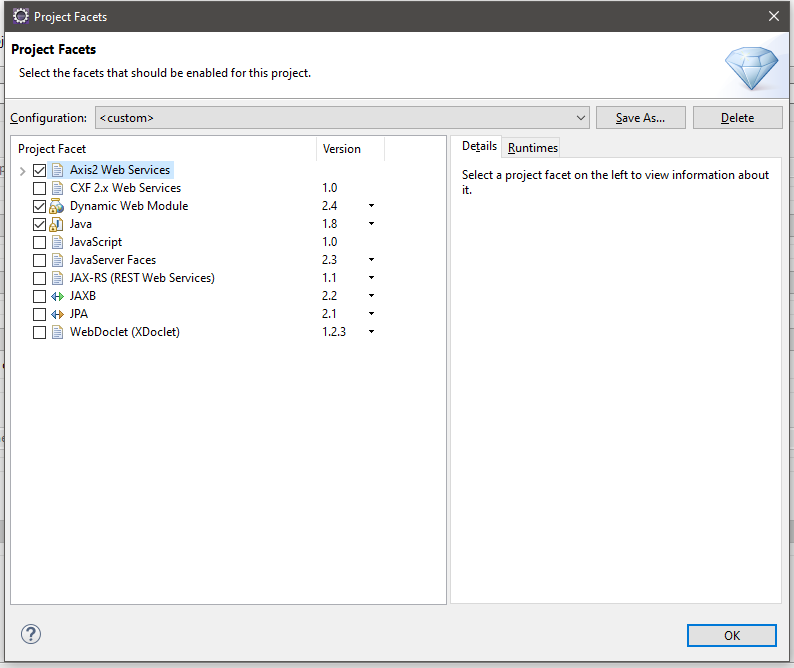 Project Facets
Project Facets
Select the facets that should be enabled for this project.
Configuration: <custom> Save As... Delete
Project Facet Version
Axis2 Web Services
CXF 2.x Web Services 1.0
Dynamic Web Module 2.4
Java 1.8
JavaScript 1.0
JavaServer Faces 2.3
JAX-RS (REST Web Services) 1.1
JAXB 2.2
JPA 2.1
WebDoclet (XDoclet) 1.2.3
Details Runtimes
Select a project facet on the left to view information about
it.
?
OK